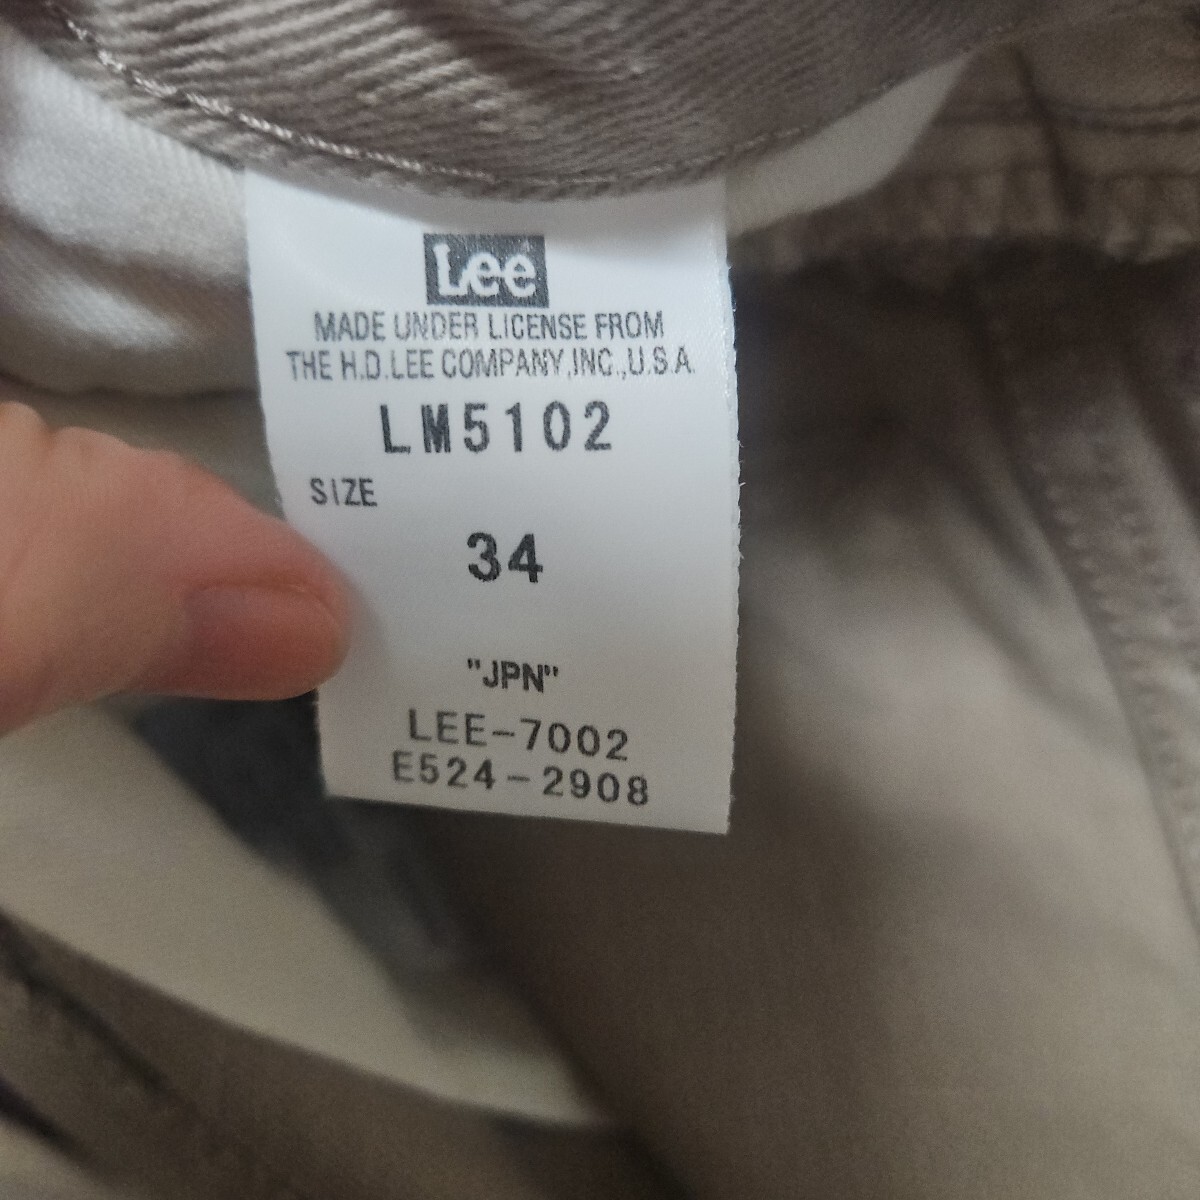 Lee
MADE UNDER LICENSE FROM
THE H.D.LEE COMPANY,INC.,U.S.A.
LM5102
SIZE
34
"JPN"
LEE-7002
E524-2908